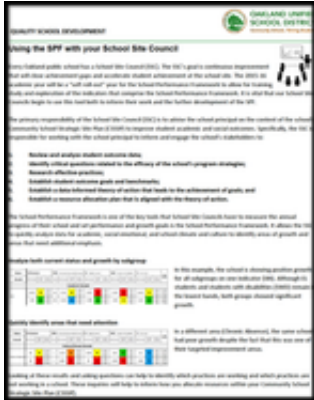 OAKLAND UNIFIED
SCHOOL DISTRICT
QUALITY SCHOOL DEVELOPMENT
Using the SPF with your School Site Council
Every Oakland public school has a School Site Council (SSC). The SSC's goal is continuous improvement
that will close achievement gaps and accelerate student achievement at the school site. The 2015-16
academic year will be a "soft roll out" year for the School Performance Framework to allow for training,
study and exploration of the indicators that comprise the School Performance Framework. It is vital that our School Site
Councils begin to use this tool both to inform their work and the further development of the SPF.
The primary responsibility of the School Site Council (SSC) is to advise the school principal on the content of the school's
Community School Strategic Site Plan (CSSSP) to improve student academic and social outcomes. Specifically, the SSC is
responsible for working with the school principal to inform and engage the school's stakeholders to:
Review and analyze student outcome data;
Identify critical questions related to the efficacy of the school's program strategies;
Research effective practices;
Establish student outcome goals and benchmarks;
Establish a data-informed theory of action that leads to the achievement of goals; and
Establish a resource allocation plan that is aligned with the theory of action.
The School Performance Framework is one of the key tools that School Site Councils have to measure the annual
progress of their school and set performance and growth goals in the School Performance Framework. It allows the SSC
to quickly analyze data for academic, social emotional, and school climate and culture to identify areas of growth and
areas that need additional emphasis.
Analyze both current status and growth by subgroup
In this example, the school is showing positive growth
for all subgroups on one indicator (SRI). Although EL
students and students with disabilities (SWD) remain in
the lowest bands, both groups showed significant
growth.
Quickly identify areas that need attention
In a different area (Chronic Absence), the same school
had poor growth despite the fact that this was one of
their targeted improvement areas.
Looking at these results and asking questions can help to identify which practices are working and which practices are
not working in a school. These inquiries will help to inform how you allocate resources within your Community School
Strategic Site Plan (CSSSP).